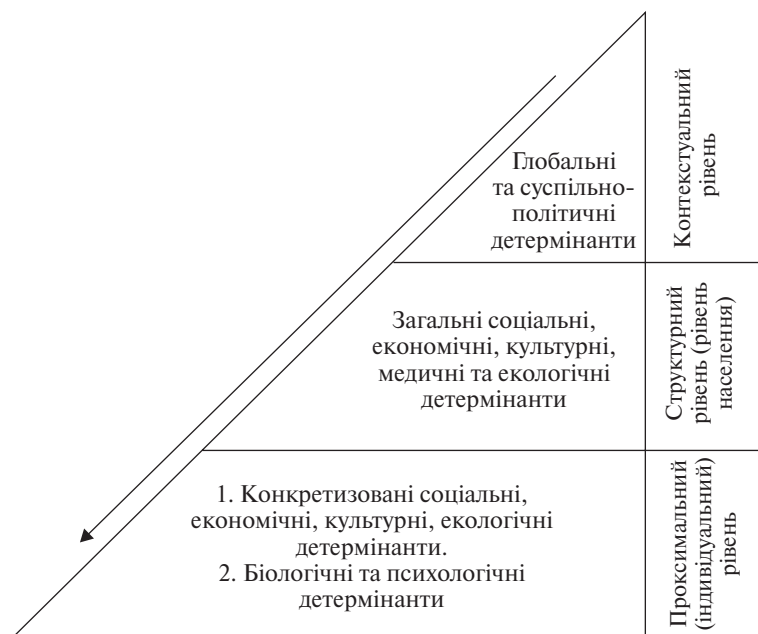 Глобальні
та суспільно-
політичні
детермінанти
Контекстуальний
рівень
Загальні соціальні,
економічні, культурні,
медичні та екологічні
детермінанти
Структурний
рівень (рівень
населення)
1. Конкретизовані соціальні,
економічні, культурні, екологічні
детермінанти.
2. Біологічні та психологічні
детермінанти
Проксимальний
(індивідуальний)
рівень